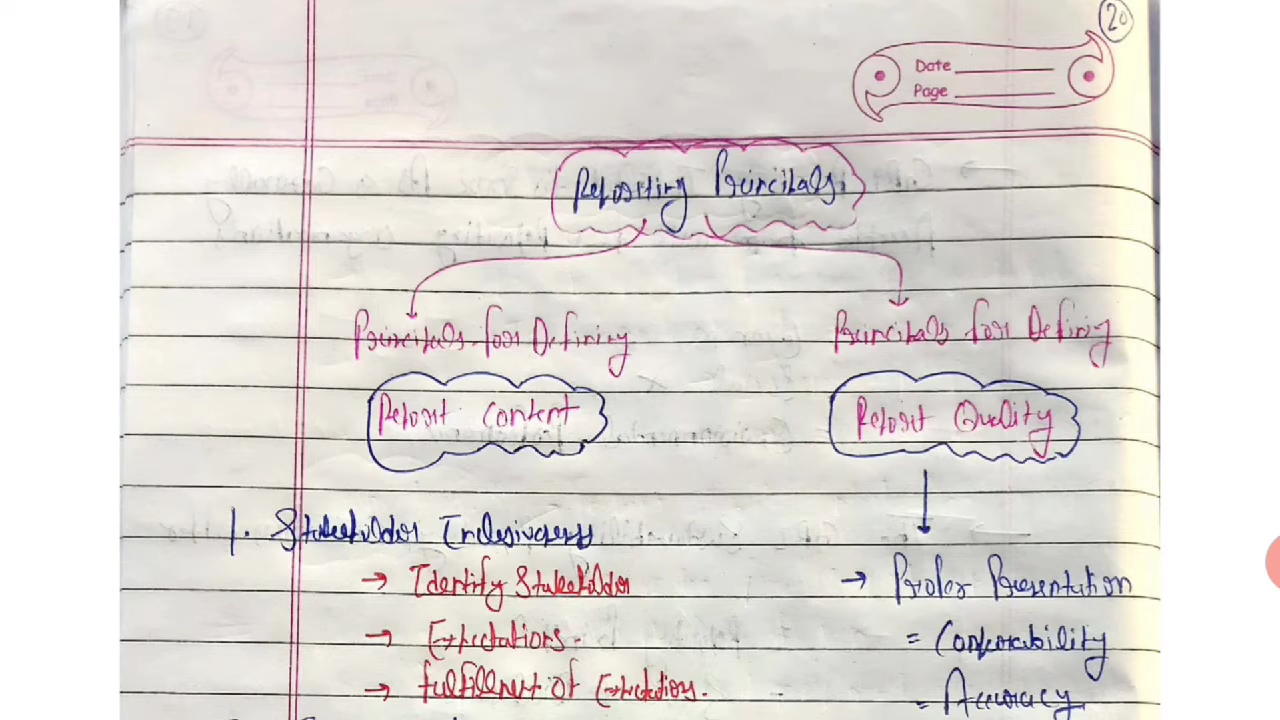 20
Date
Page
Reporting Principals.
Principals for Defining
Report Content
1. Stakeholder Inclusiveness
→ Identify Stakeholder
→ Expectations.
→ fulfillment of Expectation.
Principals for Defining
Report Quality
→ Proper Presentation
= Comparability
= Accuracy